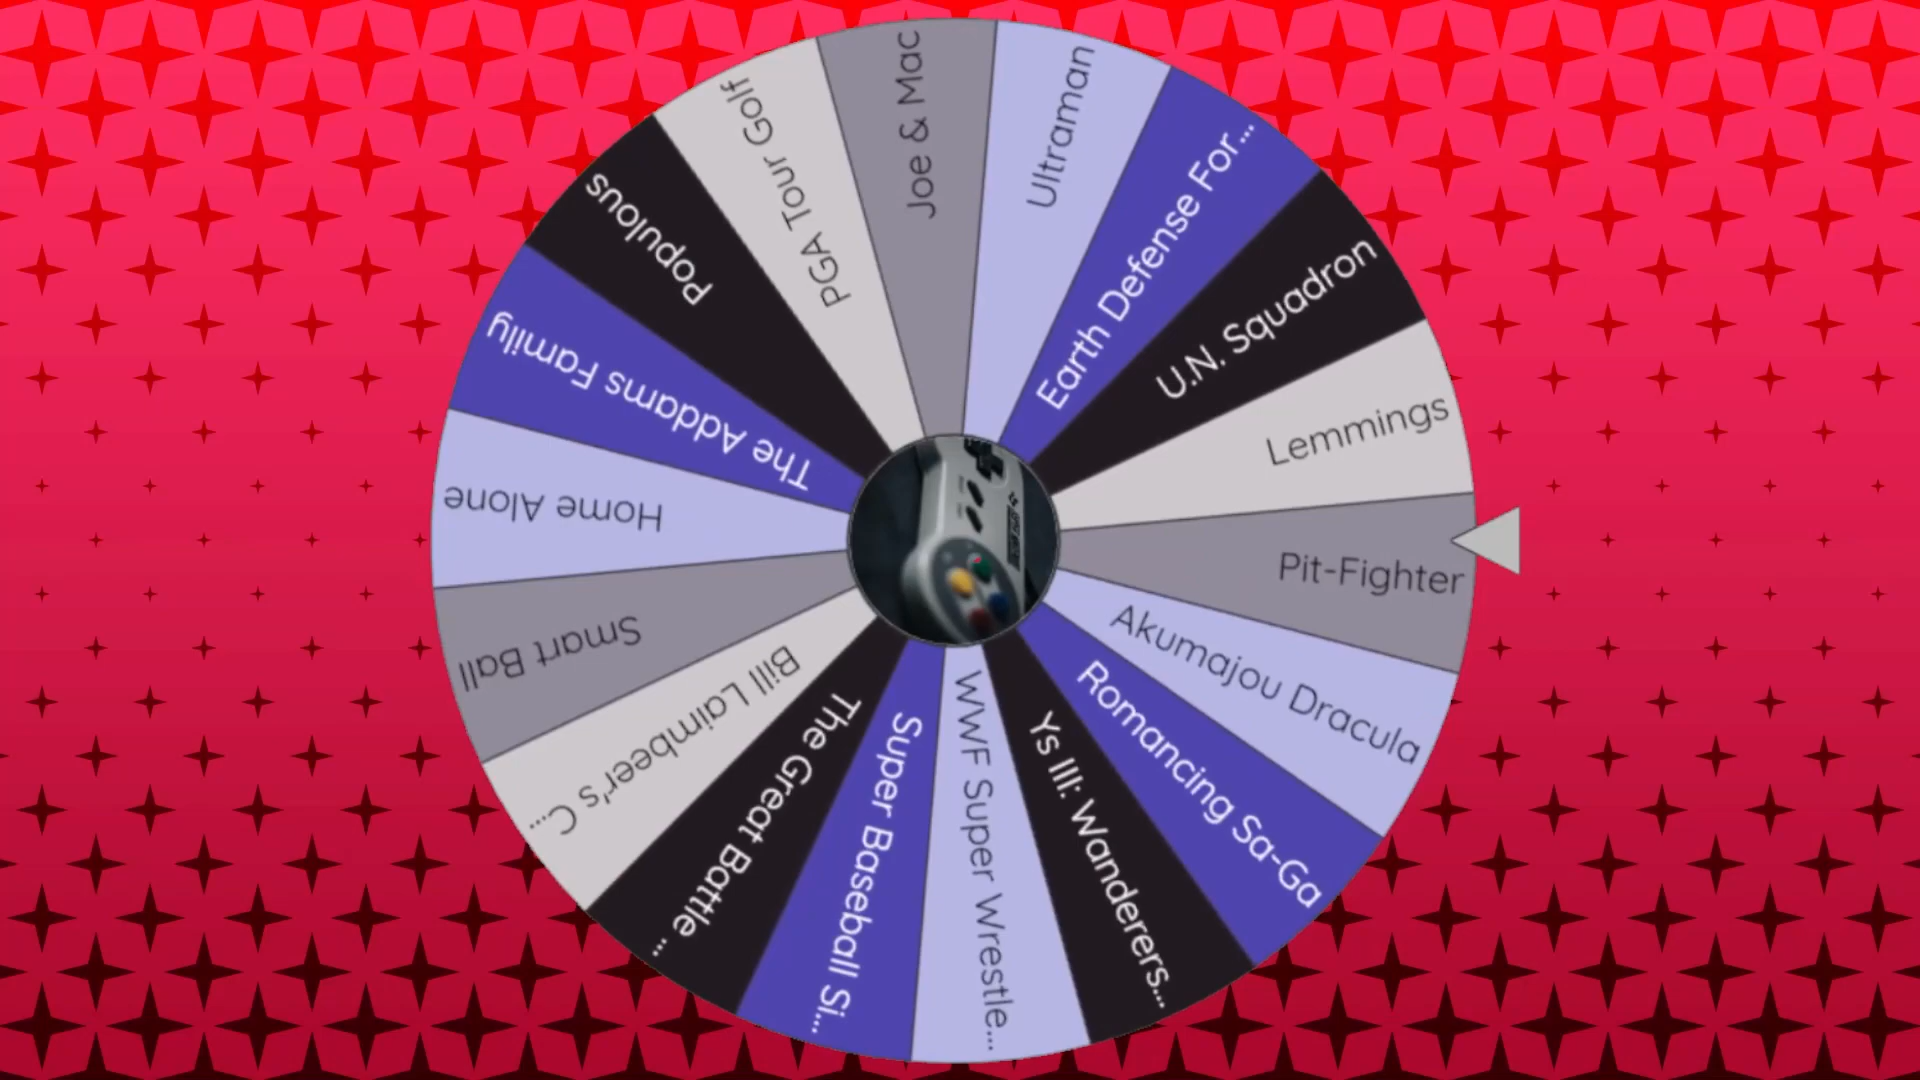 Joe & Mac
Ultraman
Earth Defense For...
U.N. Squadron
Lemmings
Pit-Fighter
Akumajou Dracula
Romancing Sa-Ga
Ys III: Wanderers...
WWF Super Wrestle...
Super Baseball Si...
The Great Battle ...
Bill Laimbeer's C...
Smart Ball
Home Alone
The Addams Family
Populous
PGA Tour Golf